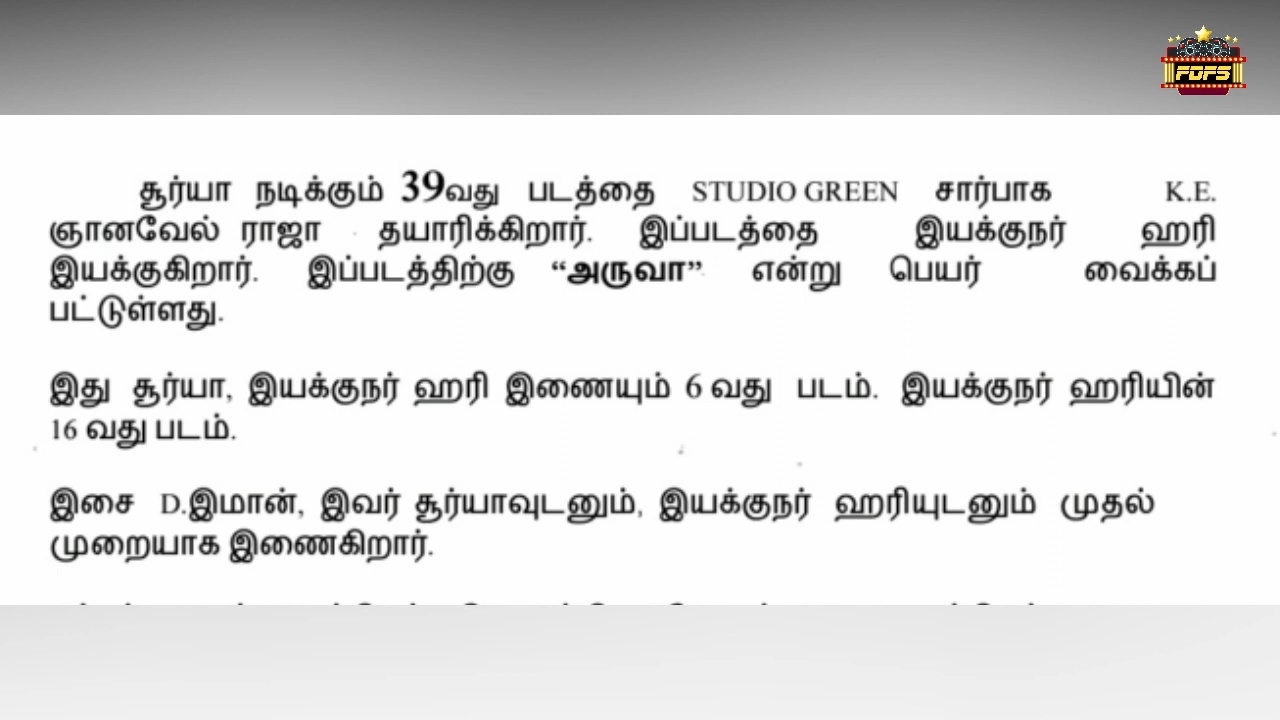 FDFS
சூர்யா நடிக்கும் 39வது படத்தை STUDIO GREEN சார்பாக K.E.
ஞானவேல் ராஜா தயாரிக்கிறார். இப்படத்தை இயக்குநர் ஹரி
இயக்குகிறார். இப்படத்திற்கு “அருவா” என்று பெயர் வைக்கப்
பட்டுள்ளது.
இது சூர்யா, இயக்குநர் ஹரி இணையும் 6 வது படம். இயக்குநர் ஹரியின்
16 வது படம்.
இசை D.இமான், இவர் சூர்யாவுடனும், இயக்குநர் ஹரியுடனும் முதல்
முறையாக இணைகிறார்.